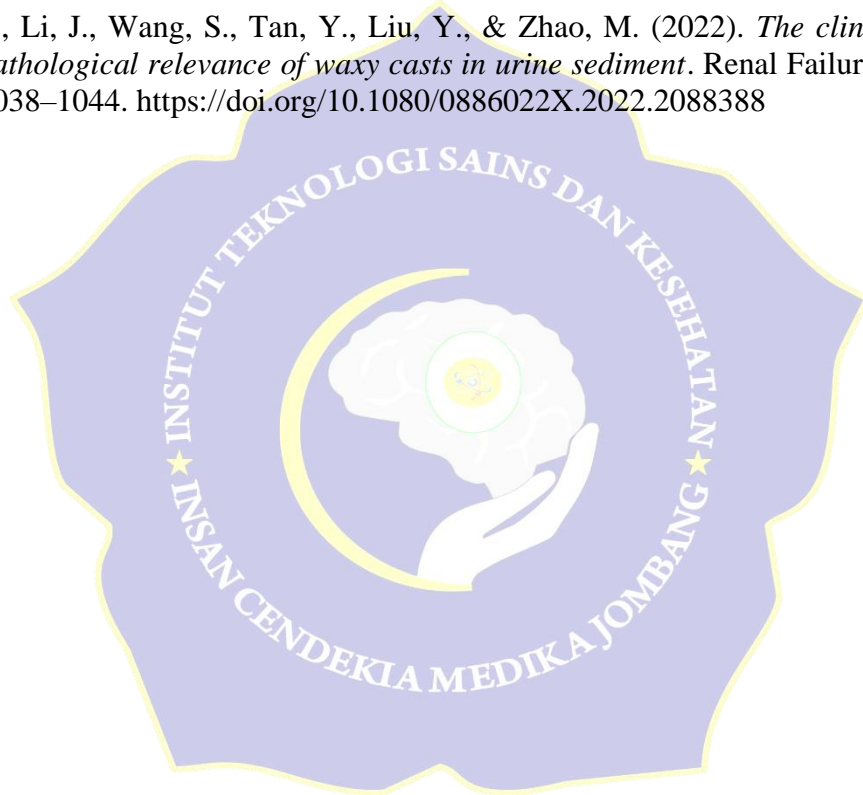 ., Li, J., Wang, S., Tan, Y., Liu, Y., & Zhao, M. (2022). The clin
athological relevance of waxy casts in urine sediment. Renal Failur
038–1044. https://doi.org/10.1080/0886022X.2022.2088388
INSTITUT TEKNOLOGI SAINS DAN KESEHATAN
INSAN CENDEKIA MEDIKA JOMBANG